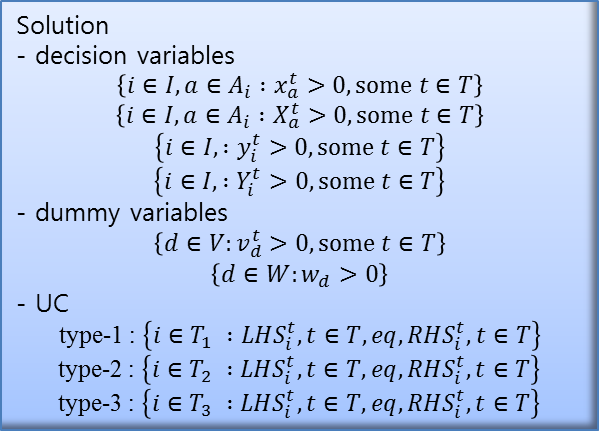 Solution
- decision variables
{i ∈ I, a ∈ A_i : x_a^t > 0, some t ∈ T}
{i ∈ I, a ∈ A_i : X_a^t > 0, some t ∈ T}
{i ∈ I, : y_i^t > 0, some t ∈ T}
{i ∈ I, : Y_i^t > 0, some t ∈ T}
- dummy variables
{d ∈ V: v_d^t > 0, some t ∈ T}
{d ∈ W: w_d > 0}
- UC
type-1 : {i ∈ T_1 : LHS_i^t, t ∈ T, eq, RHS_i^t, t ∈ T}
type-2 : {i ∈ T_2 : LHS_i^t, t ∈ T, eq, RHS_i^t, t ∈ T}
type-3 : {i ∈ T_3 : LHS_i^t, t ∈ T, eq, RHS_i^t, t ∈ T}